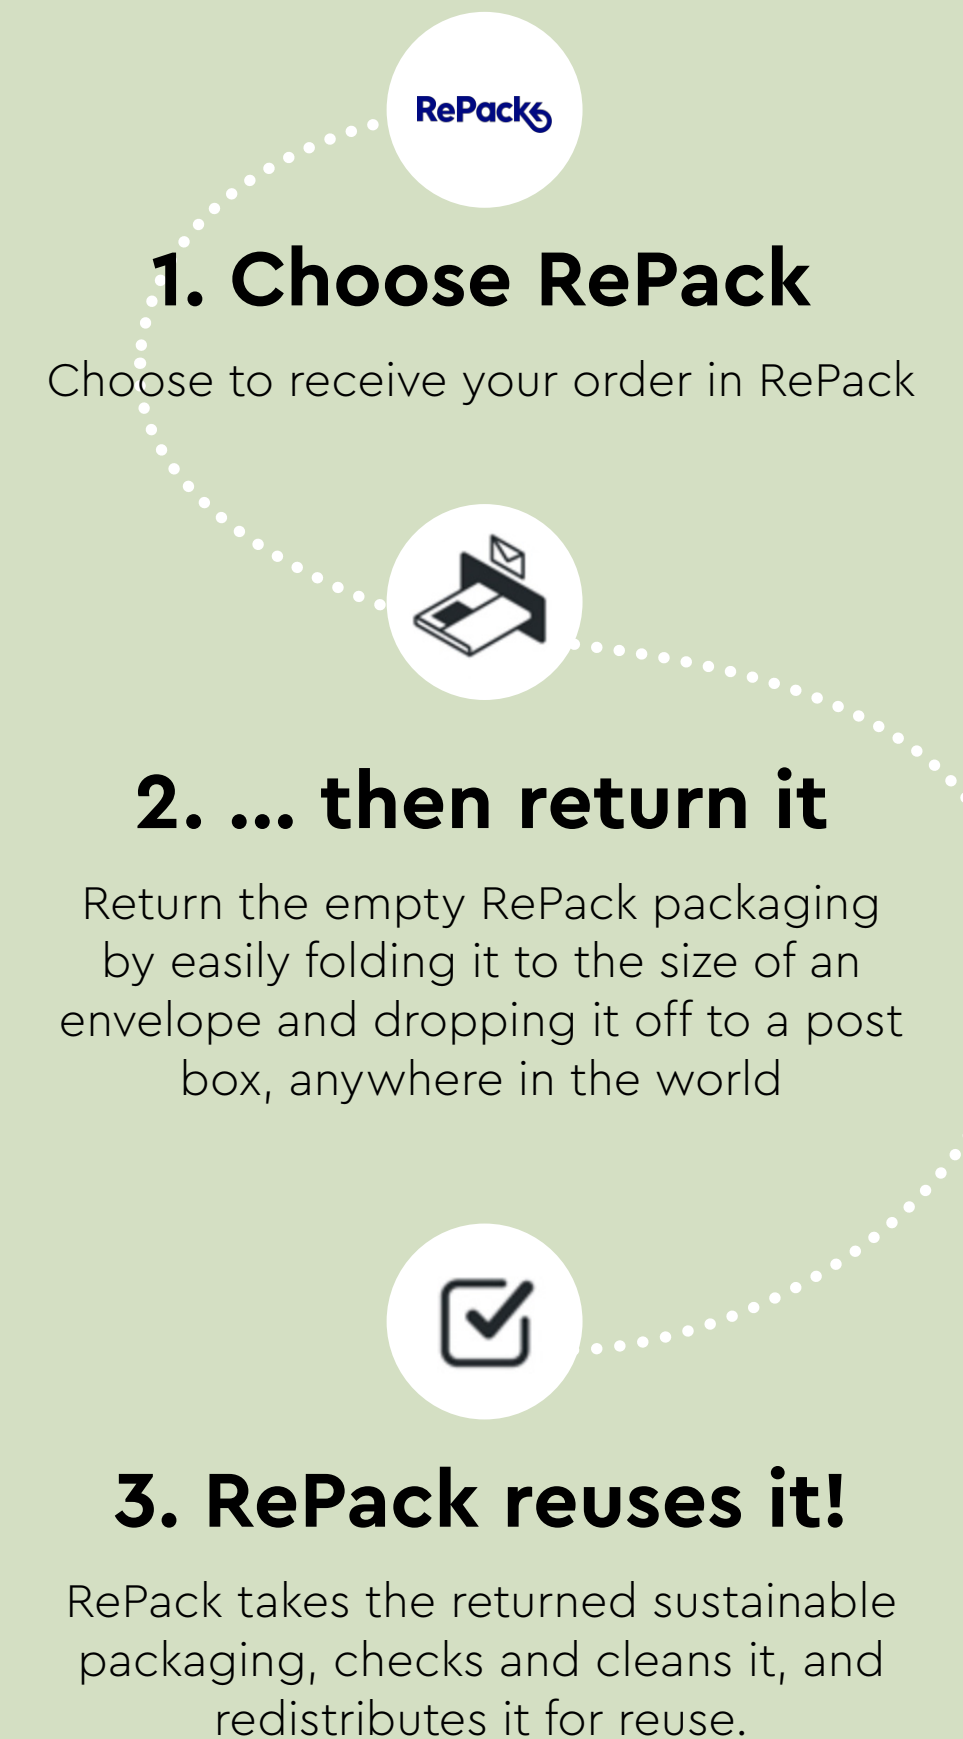 RePack
1. Choose RePack
Choose to receive your order in RePack
2. ... then return it
Return the empty RePack packaging
by easily folding it to the size of an
envelope and dropping it off to a post
box, anywhere in the world
3. RePack reuses it!
RePack takes the returned sustainable
packaging, checks and cleans it, and
redistributes it for reuse.